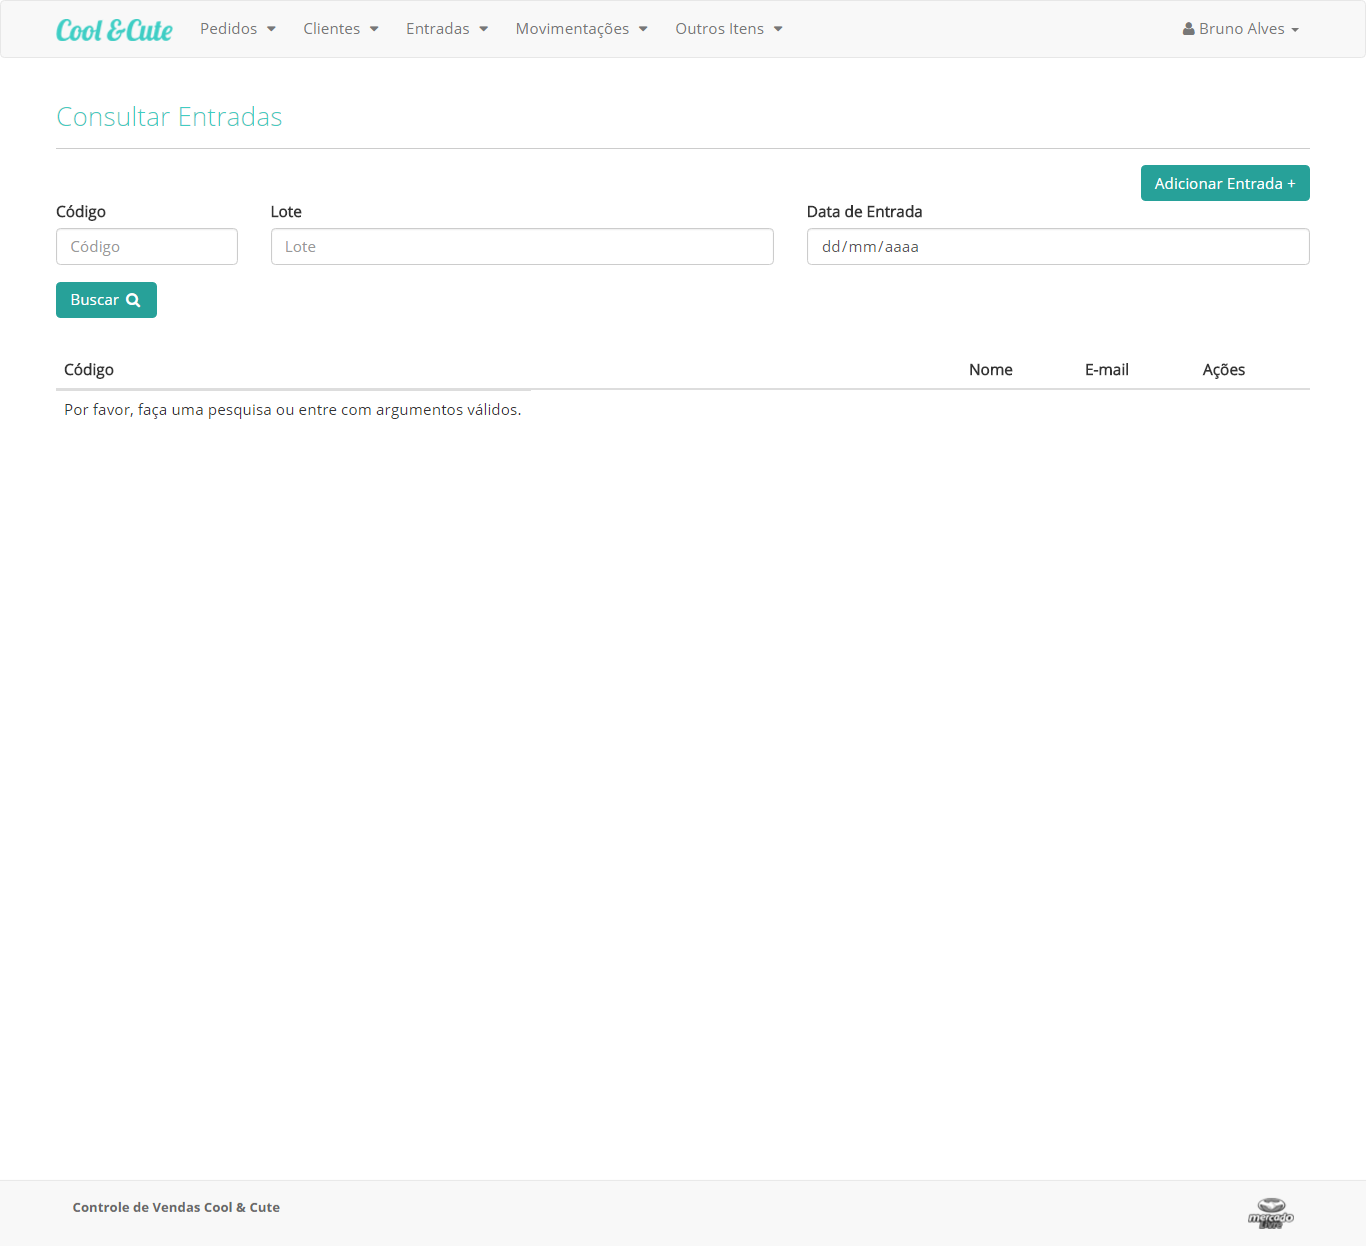 Cool &Cute Pedidos Clientes Entradas Movimentações Outros Itens Bruno Alves
Consultar Entradas
Adicionar Entrada +
Código Lote Data de Entrada
Código Lote dd/mm/aaaa
Buscar
Código Nome E-mail Ações
Por favor, faça uma pesquisa ou entre com argumentos válidos.
Controle de Vendas Cool & Cute
mercado
livre